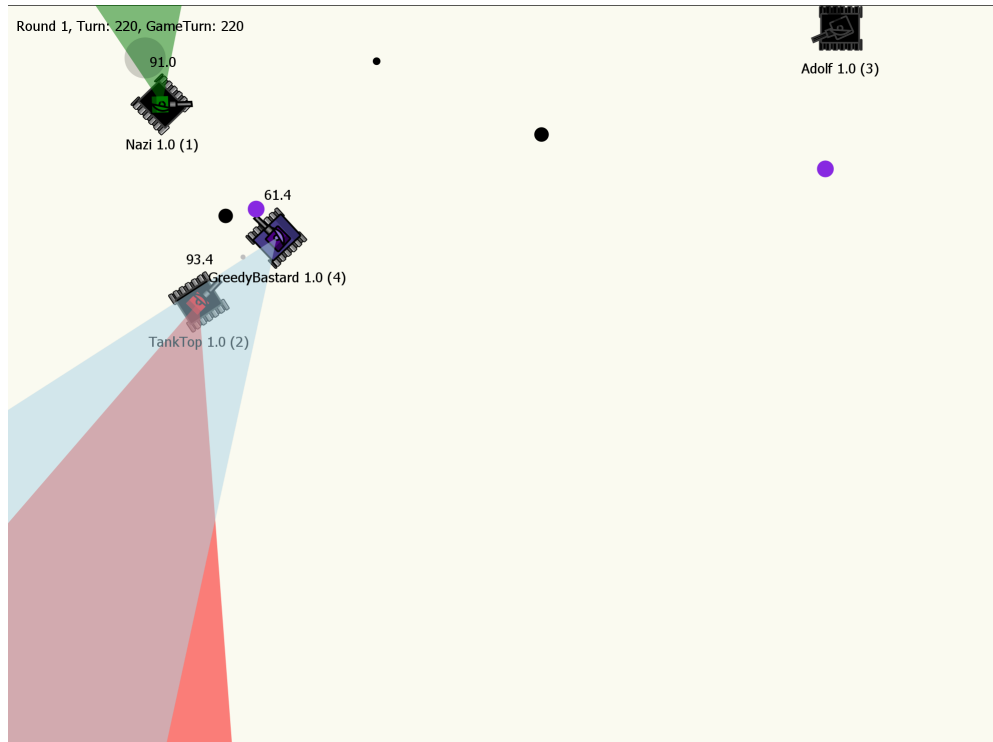 Round 1, Turn: 220, GameTurn: 220
91.0
Adolf 1.0 (3)
Nazi 1.0 (1)
61.4
93.4
GreedyBastard 1.0 (4)
TankTop 1.0 (2)